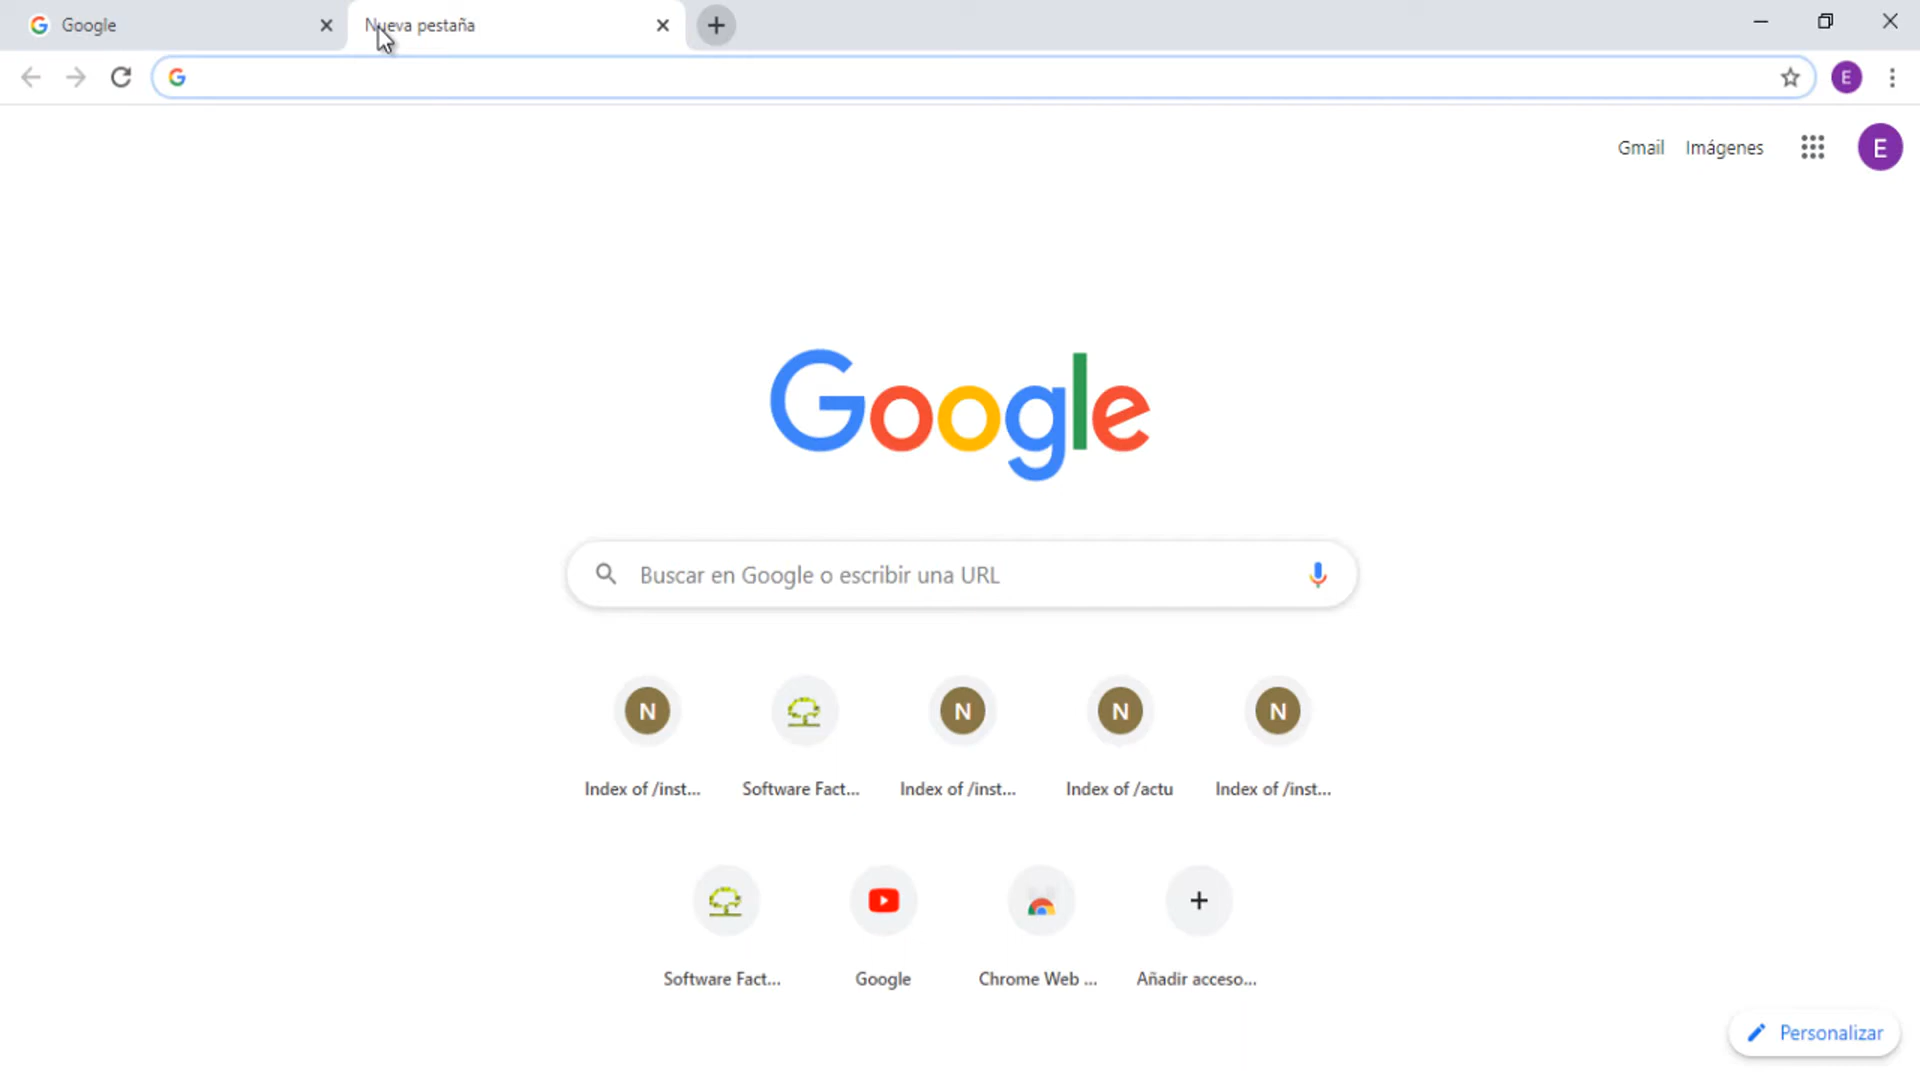 Google
Nueva pestaña
E
Gmail Imágenes
E
Google
Buscar en Google o escribir una URL
N N N N
Index of /inst... Software Fact... Index of /inst... Index of /actu Index of /inst...
Software Fact... Google Chrome Web ... Añadir acceso...
Personalizar